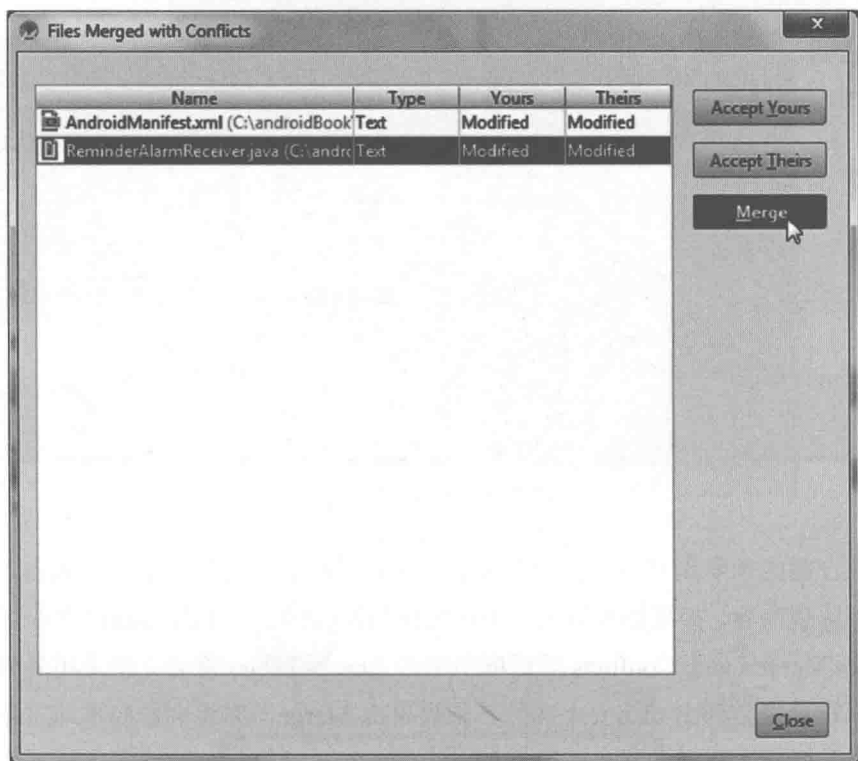 Files Merged with Conflicts
Name Type Yours Theirs
AndroidManifest.xml (C:\androidBook Text Modified Modified
ReminderAlarmReceiver.java (C:\andrc Text Modified Modified
Accept Yours
Accept Theirs
Merge
Close